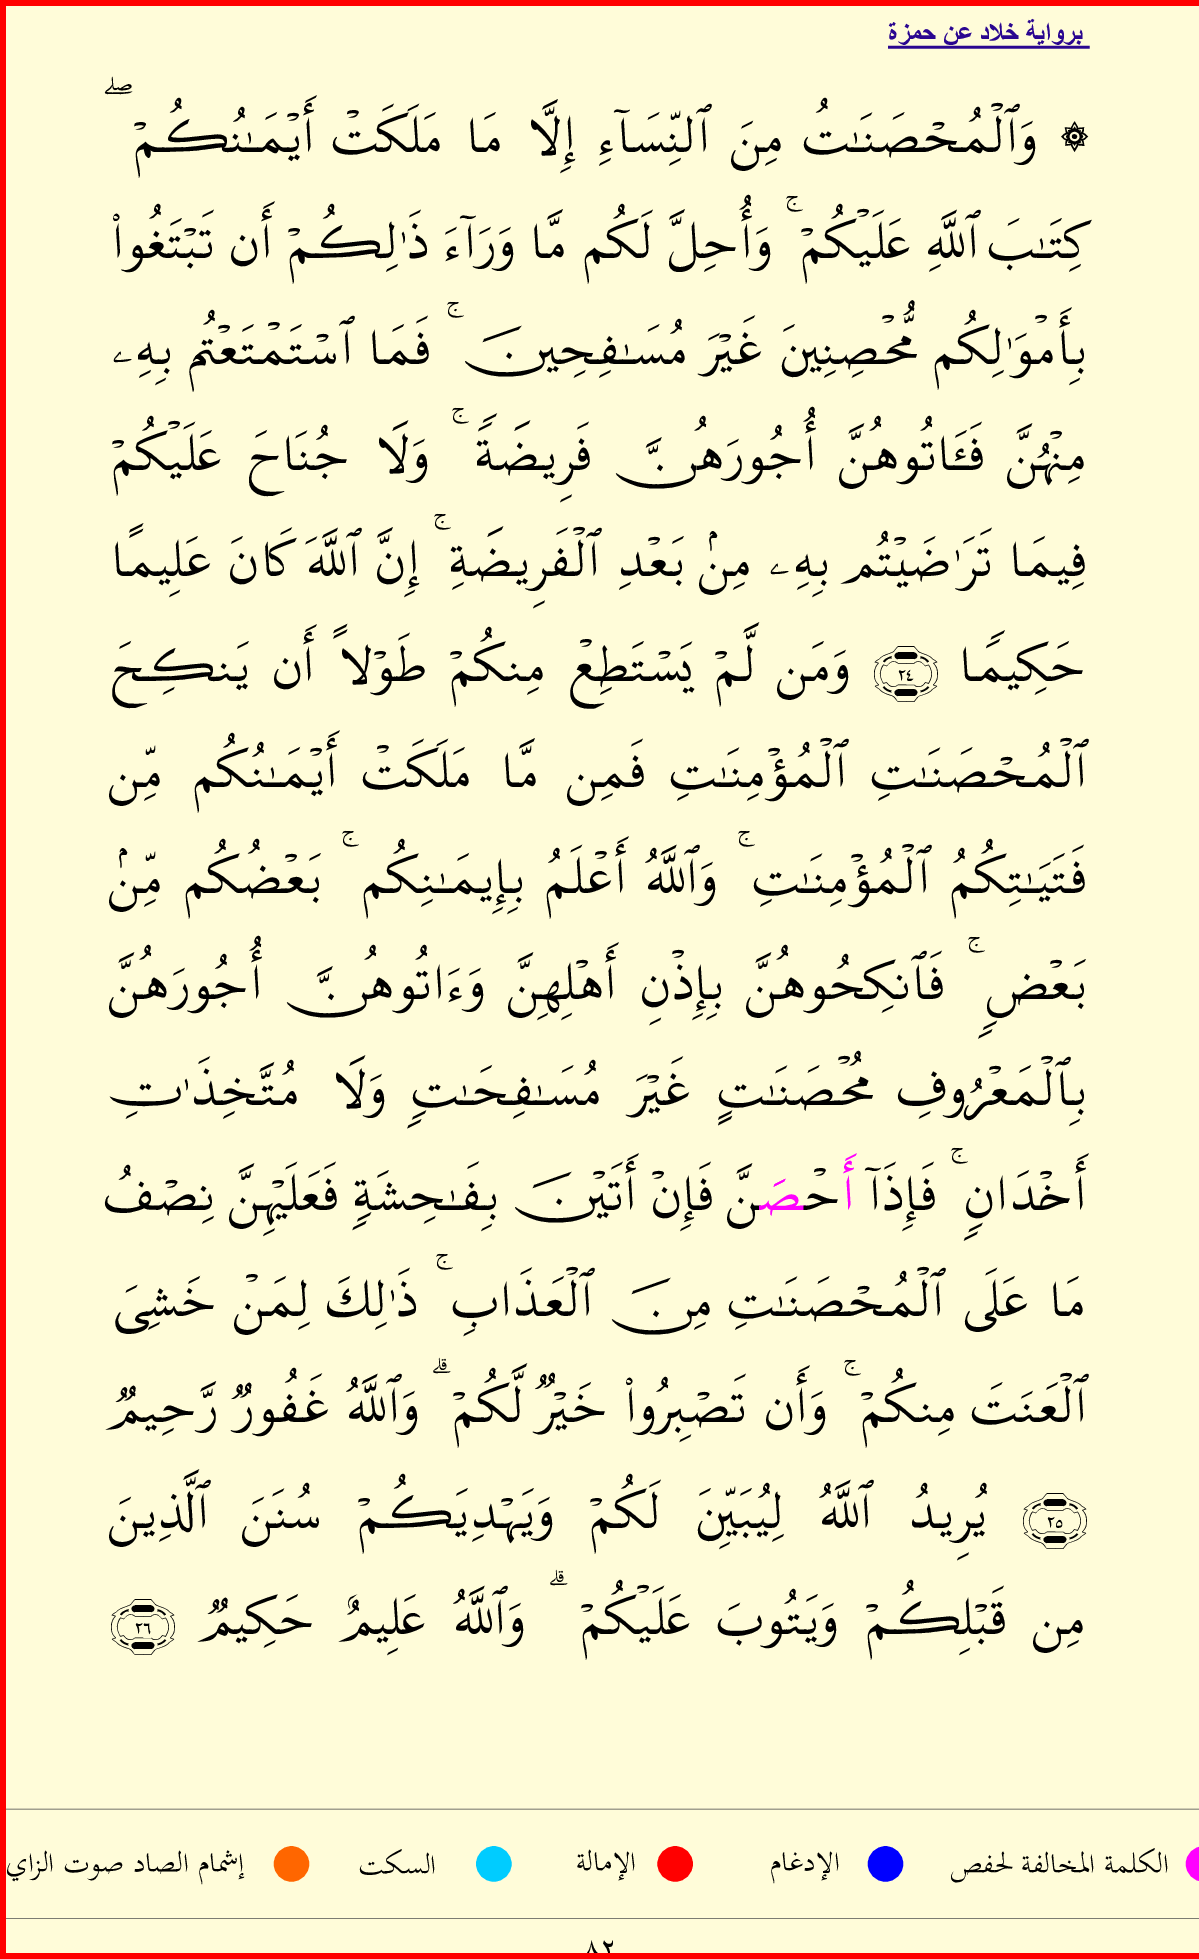 برواية خلاد عن حمزة
۞ وَٱلْمُحْصَنَـٰتُ مِنَ ٱلنِّسَآءِ إِلَّا مَا مَلَكَتْ أَيْمَـٰنُكُمْ ۖ
كِتَـٰبَ ٱللَّهِ عَلَيْكُمْ ۚ وَأُحِلَّ لَكُم مَّا وَرَآءَ ذَٰلِكُمْ أَن تَبْتَغُوا۟
بِأَمْوَٰلِكُم مُّحْصِنِينَ غَيْرَ مُسَـٰفِحِينَ ۚ فَمَا ٱسْتَمْتَعْتُم بِهِۦ
مِنْهُنَّ فَـَٔاتُوهُنَّ أُجُورَهُنَّ فَرِيضَةً ۚ وَلَا جُنَاحَ عَلَيْكُمْ
فِيمَا تَرَٰضَيْتُم بِهِۦ مِنۢ بَعْدِ ٱلْفَرِيضَةِ ۚ إِنَّ ٱللَّهَ كَانَ عَلِيمًا
حَكِيمًا ٢٤ وَمَن لَّمْ يَسْتَطِعْ مِنكُمْ طَوْلًا أَن يَنكِحَ
ٱلْمُحْصَنَـٰتِ ٱلْمُؤْمِنَـٰتِ فَمِن مَّا مَلَكَتْ أَيْمَـٰنُكُم مِّن
فَتَيَـٰتِكُمُ ٱلْمُؤْمِنَـٰتِ ۚ وَٱللَّهُ أَعْلَمُ بِإِيمَـٰنِكُم ۚ بَعْضُكُم مِّنۢ
بَعْضٍ ۚ فَٱنكِحُوهُنَّ بِإِذْنِ أَهْلِهِنَّ وَءَاتُوهُنَّ أُجُورَهُنَّ
بِٱلْمَعْرُوفِ مُحْصَنَـٰتٍ غَيْرَ مُسَـٰفِحَـٰتٍ وَلَا مُتَّخِذَٰتِ
أَخْدَانٍ ۚ فَإِذَآ أَحْصَنَّ فَإِنْ أَتَيْنَ بِفَـٰحِشَةٍ فَعَلَيْهِنَّ نِصْفُ
مَا عَلَى ٱلْمُحْصَنَـٰتِ مِنَ ٱلْعَذَابِ ۚ ذَٰلِكَ لِمَنْ خَشِىَ
ٱلْعَنَتَ مِنكُمْ ۚ وَأَن تَصْبِرُوا۟ خَيْرٌ لَّكُمْ ۗ وَٱللَّهُ غَفُورٌ رَّحِيمٌ
٢٥ يُرِيدُ ٱللَّهُ لِيُبَيِّنَ لَكُمْ وَيَهْدِيَكُمْ سُنَنَ ٱلَّذِينَ
مِن قَبْلِكُمْ وَيَتُوبَ عَلَيْكُمْ ۗ وَٱللَّهُ عَلِيمٌ حَكِيمٌ ٢٦
الكلمة المخالفة لحفص الإدغام الإمالة السكت إشمام الصاد صوت الزاي
٨٢